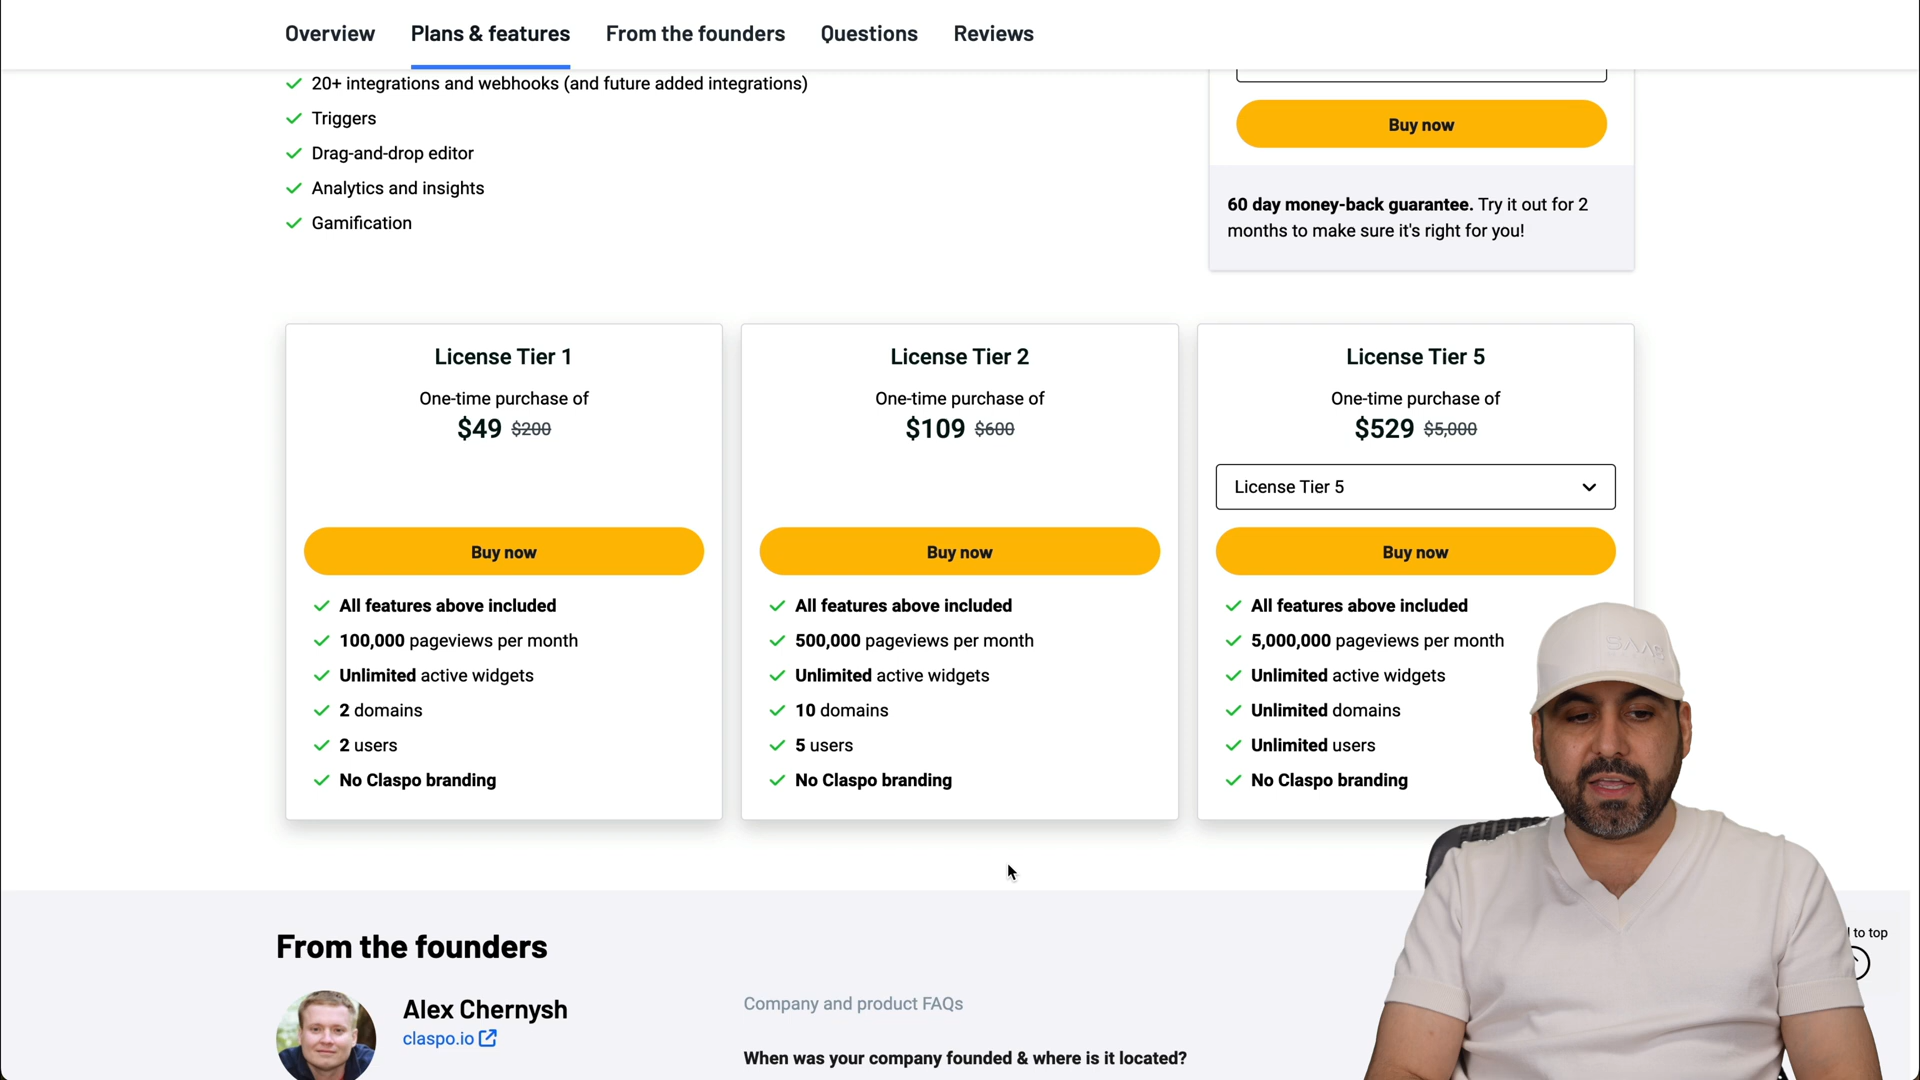 Overview Plans & features From the founders Questions Reviews
20+ integrations and webhooks (and future added integrations)
Triggers
Drag-and-drop editor
Analytics and insights
Gamification
Buy now
60 day money-back guarantee. Try it out for 2
months to make sure it's right for you!
License Tier 1
One-time purchase of
$49 $200
Buy now
All features above included
100,000 pageviews per month
Unlimited active widgets
2 domains
2 users
No Claspo branding
License Tier 2
One-time purchase of
$109 $600
Buy now
All features above included
500,000 pageviews per month
Unlimited active widgets
10 domains
5 users
No Claspo branding
License Tier 5
One-time purchase of
$529 $5,000
License Tier 5
Buy now
All features above included
5,000,000 pageviews per month
Unlimited active widgets
Unlimited domains
Unlimited users
No Claspo branding
From the founders
Alex Chernysh
claspo.io
Company and product FAQs
When was your company founded & where is it located?
to top